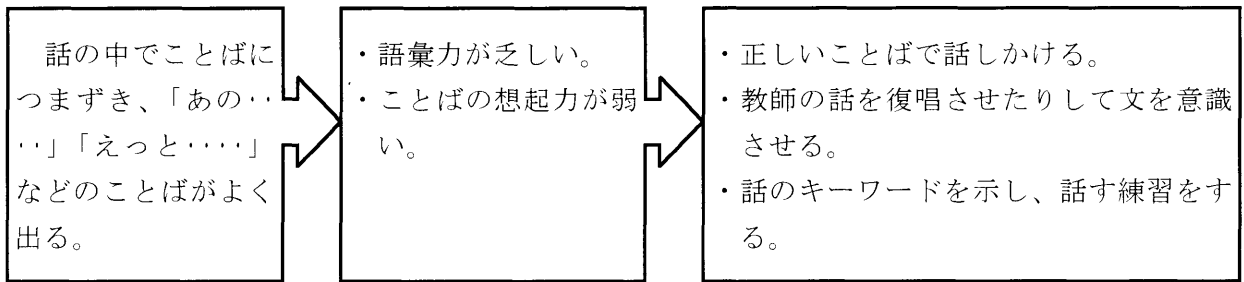 話の中でことばに
つまずき、「あの‥
‥」「えっと‥‥」
などのことばがよく
出る。
・語彙力が乏しい。
・ことばの想起力が弱
い。
・正しいことばで話しかける。
・教師の話を復唱させたりして文を意識
させる。
・話のキーワードを示し、話す練習をす
る。